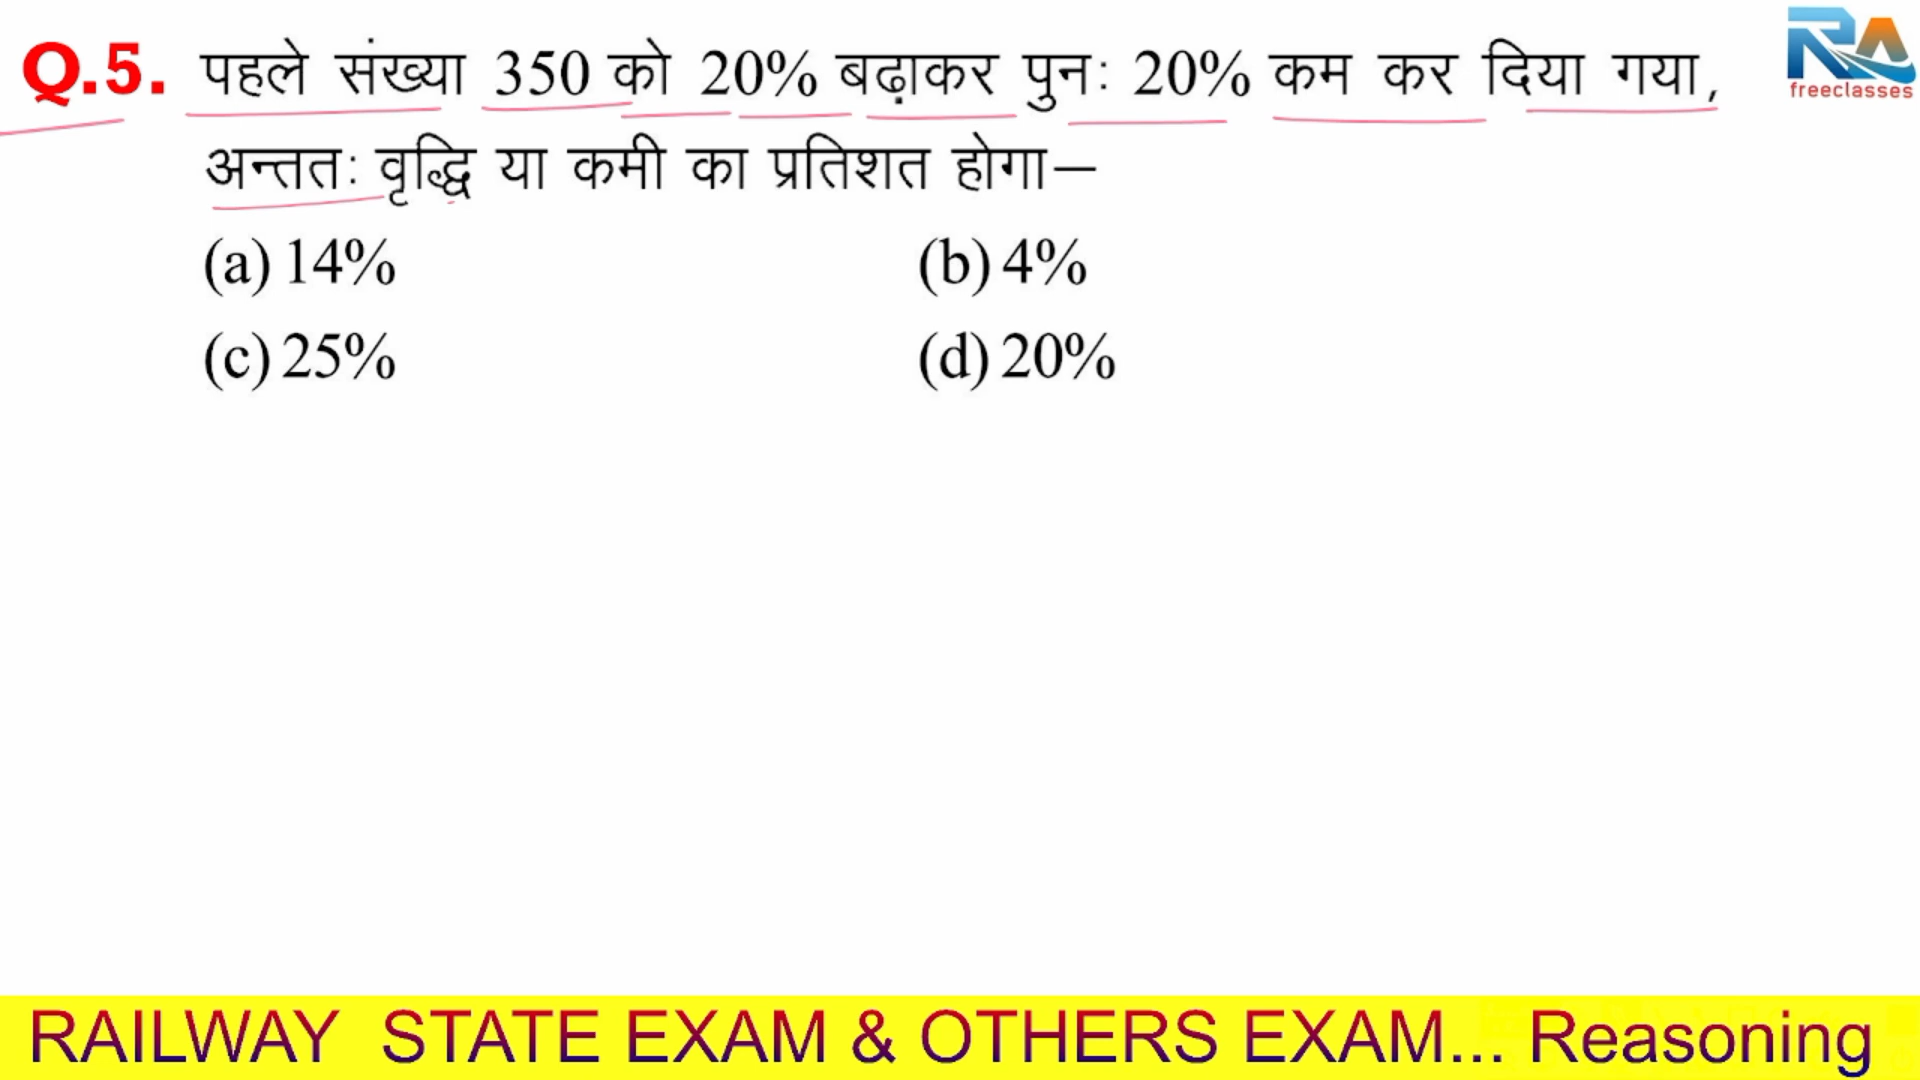 Q.5. पहले संख्या 350 को 20% बढ़ाकर पुनः 20% कम कर दिया गया,
RA
freeclasses
अन्ततः वृद्धि या कमी का प्रतिशत होगा–
(a) 14% (b) 4%
(c) 25% (d) 20%
RAILWAY STATE EXAM & OTHERS EXAM... Reasoning